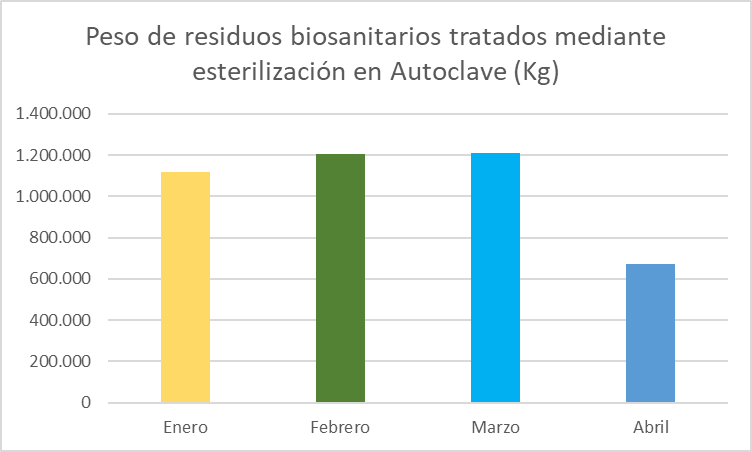 Peso de residuos biosanitarios tratados mediante
esterilización en Autoclave (Kg)
1.400.000
1.200.000
1.000.000
800.000
600.000
400.000
200.000
0
Enero Febrero Marzo Abril